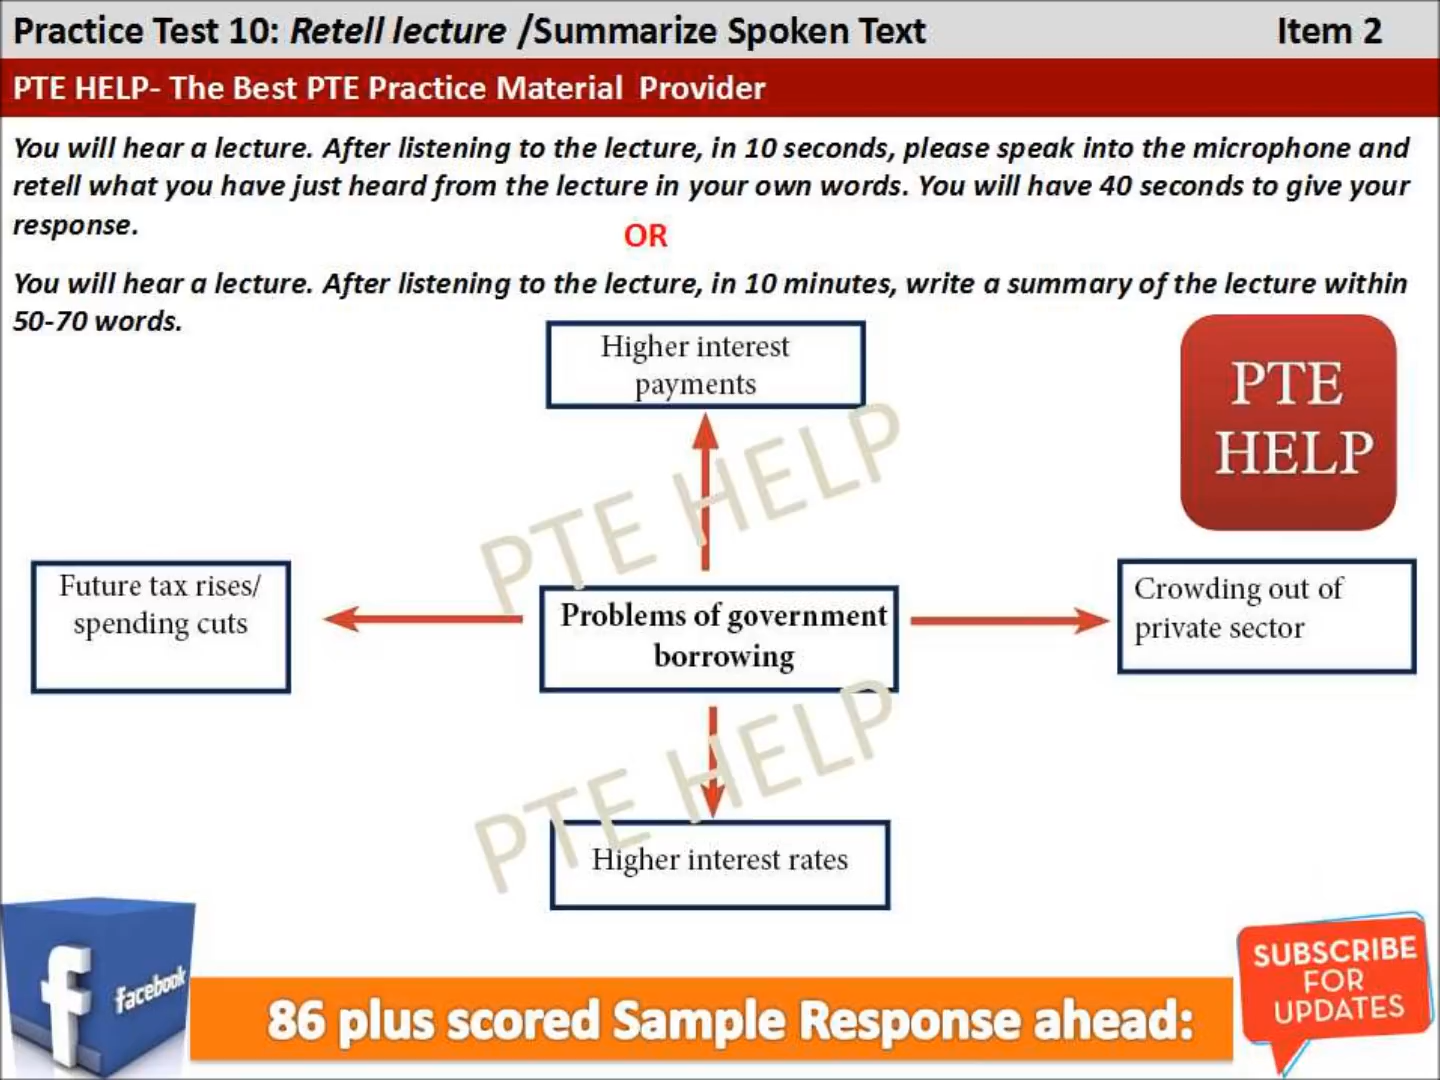 Practice Test 10: Retell lecture /Summarize Spoken Text Item 2
PTE HELP- The Best PTE Practice Material Provider
You will hear a lecture. After listening to the lecture, in 10 seconds, please speak into the microphone and
retell what you have just heard from the lecture in your own words. You will have 40 seconds to give your
response.
OR
You will hear a lecture. After listening to the lecture, in 10 minutes, write a summary of the lecture within
50-70 words.
Higher interest
payments
PTE
HELP
PTE HELP
Future tax rises/
spending cuts
Problems of government
borrowing
Crowding out of
private sector
PTE HELP
Higher interest rates
f facebook
86 plus scored Sample Response ahead:
SUBSCRIBE
FOR
UPDATES